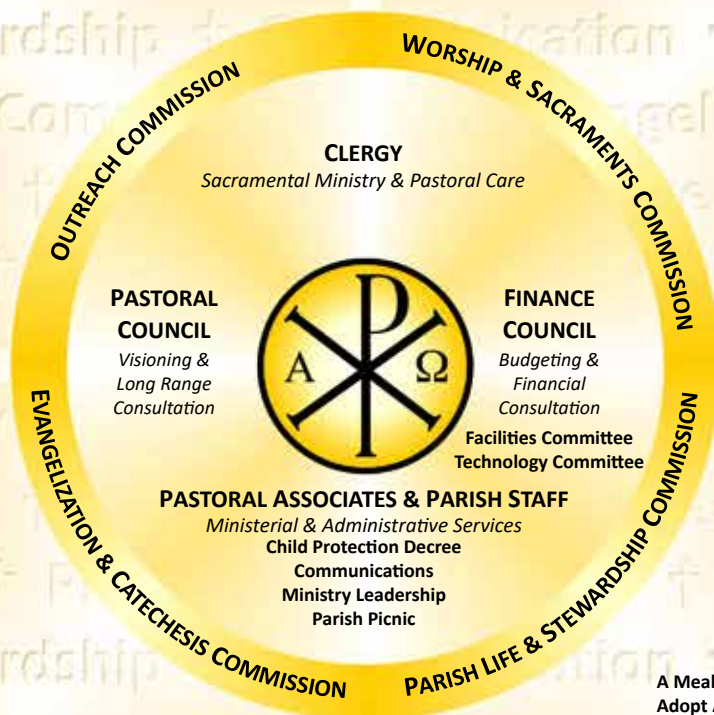 OUTREACH COMMISSION
WORSHIP & SACRAMENTS COMMISSION
CLERGY
Sacramental Ministry & Pastoral Care
PASTORAL
COUNCIL
Visioning &
Long Range
Consultation
Α
Ρ
Ω
FINANCE
COUNCIL
Budgeting &
Financial
Consultation
Facilities Committee
Technology Committee
PASTORAL ASSOCIATES & PARISH STAFF
Ministerial & Administrative Services
Child Protection Decree
Communications
Ministry Leadership
Parish Picnic
EVANGELIZATION & CATECHESIS COMMISSION
PARISH LIFE & STEWARDSHIP COMMISSION
A Meal
Adopt